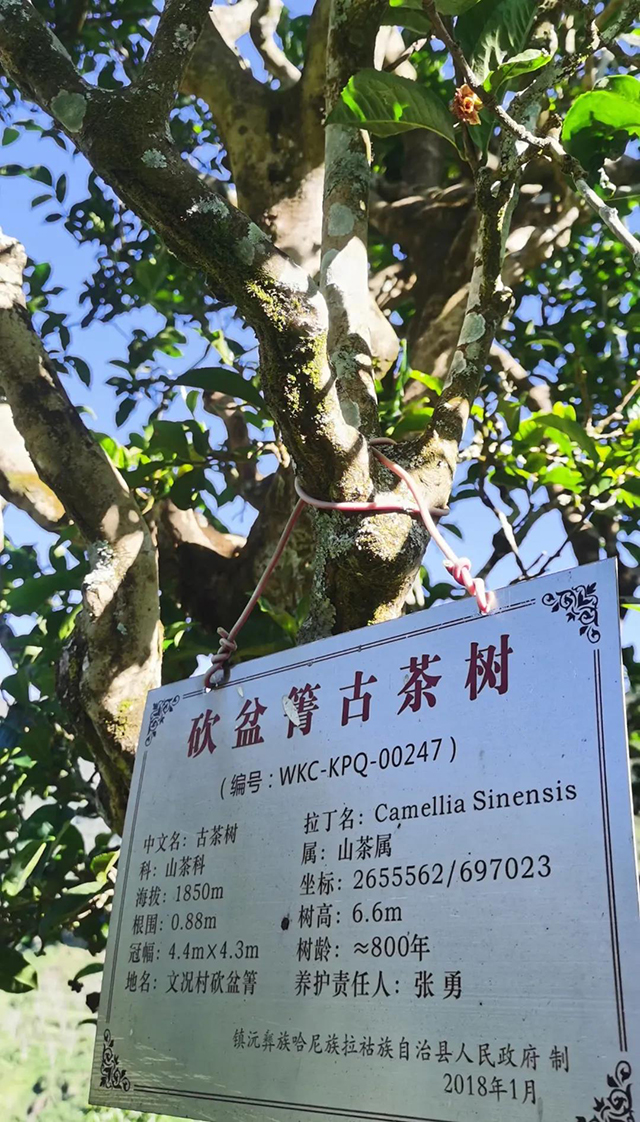 砍盆箐古茶树
(编号:WKC-KPQ-00247)
中文名：古茶树 拉丁名：Camellia Sinensis
科：山茶科 属：山茶属
海拔：1850m 坐标：2655562/697023
根围：0.88m 树高：6.6m
冠幅：4.4m×4.3m 树龄：≈800年
地名：文况村砍盆箐 养护责任人：张 勇
镇沅彝族哈尼族拉祜族自治县人民政府 制
2018年1月